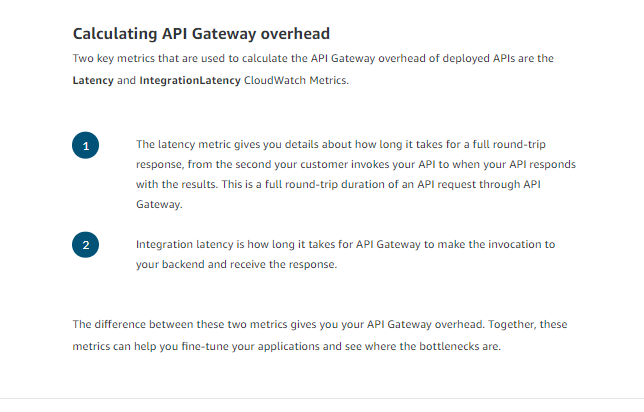 Calculating API Gateway overhead
Two key metrics that are used to calculate the API Gateway overhead of deployed APIs are the
Latency and IntegrationLatency CloudWatch Metrics.
1
The latency metric gives you details about how long it takes for a full round-trip
response, from the second your customer invokes your API to when your API responds
with the results. This is a full round-trip duration of an API request through API
Gateway.
2
Integration latency is how long it takes for API Gateway to make the invocation to
your backend and receive the response.
The difference between these two metrics gives you your API Gateway overhead. Together, these
metrics can help you fine-tune your applications and see where the bottlenecks are.